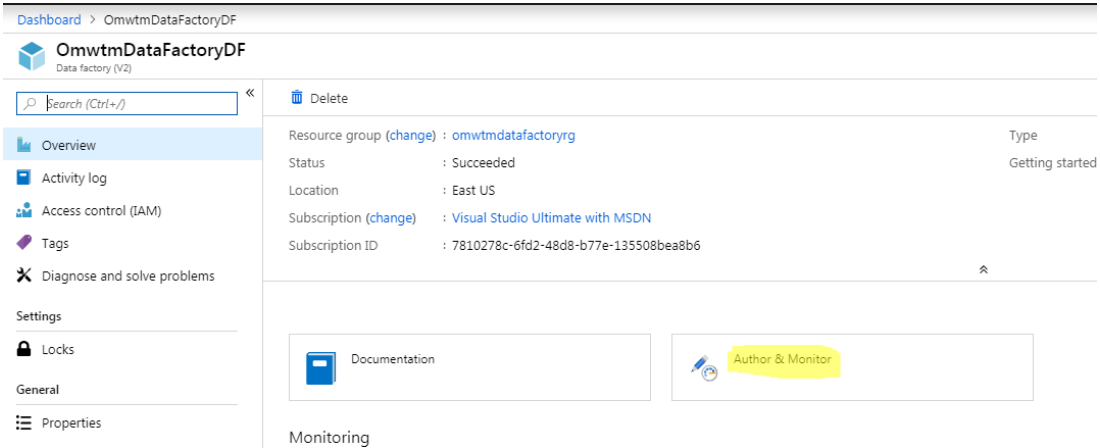 Dashboard > OmwtmDataFactoryDF
OmwtmDataFactoryDF
Data factory (V2)
Search (Ctrl+/)
«
Overview
Activity log
Access control (IAM)
Tags
Diagnose and solve problems
Settings
Locks
General
Properties
Delete
Resource group (change) : omwtmdatafactoryrg
Status : Succeeded
Location : East US
Subscription (change) : Visual Studio Ultimate with MSDN
Subscription ID : 7810278c-6fd2-48d8-b77e-135508bea8b6
Type
Getting started
Documentation
Author & Monitor
Monitoring